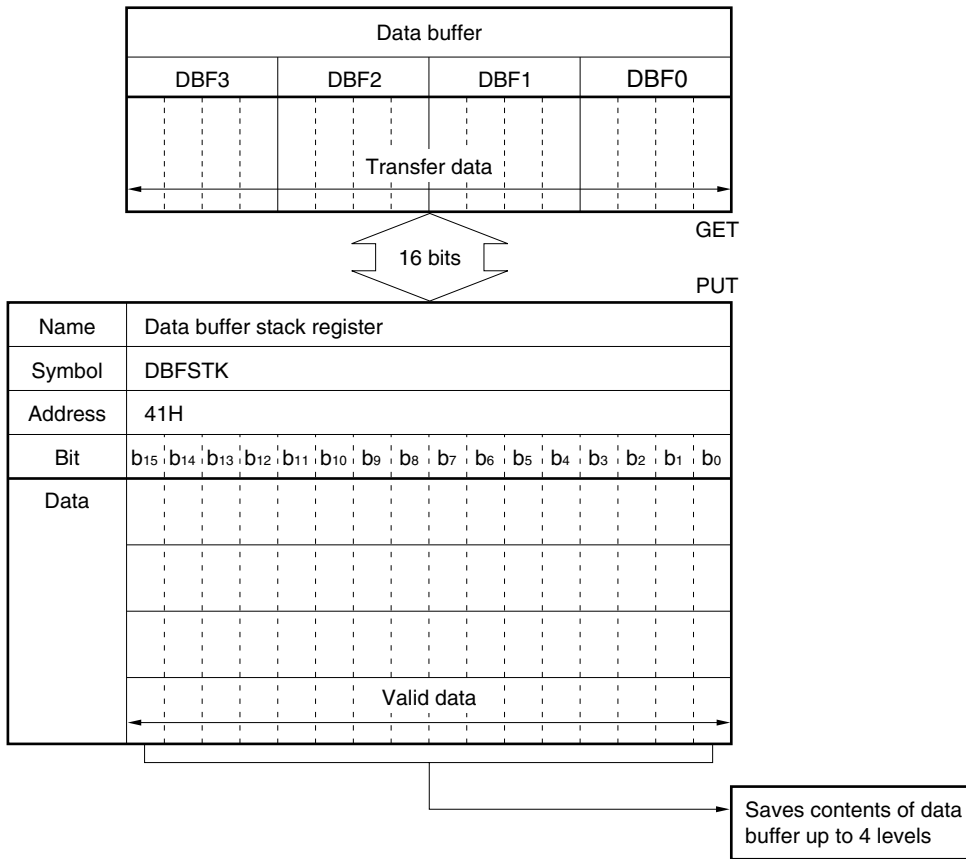 Data buffer
DBF3 DBF2 DBF1 DBF0
Transfer data
GET
16 bits
PUT
Name Data buffer stack register
Symbol DBFSTK
Address 41H
Bit b15 b14 b13 b12 b11 b10 b9 b8 b7 b6 b5 b4 b3 b2 b1 b0
Data
Valid data
Saves contents of data
buffer up to 4 levels